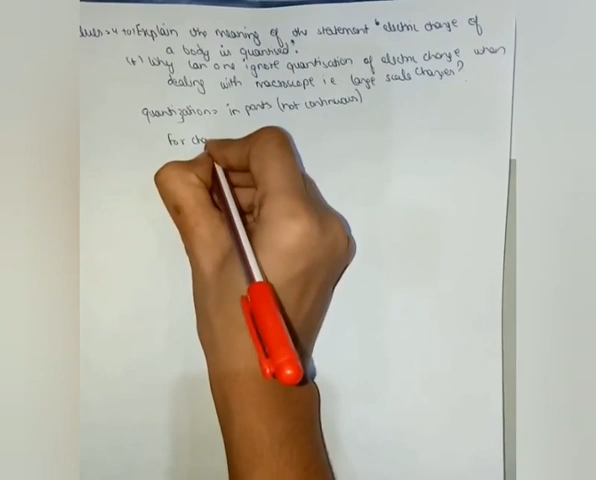 Explain the meaning of the statement "electric charge of
a body is quantised".
Why can one ignore quantisation of electric charge when
dealing with macroscopic i.e large scale charges?
quantization = in parts (not continuous)
For